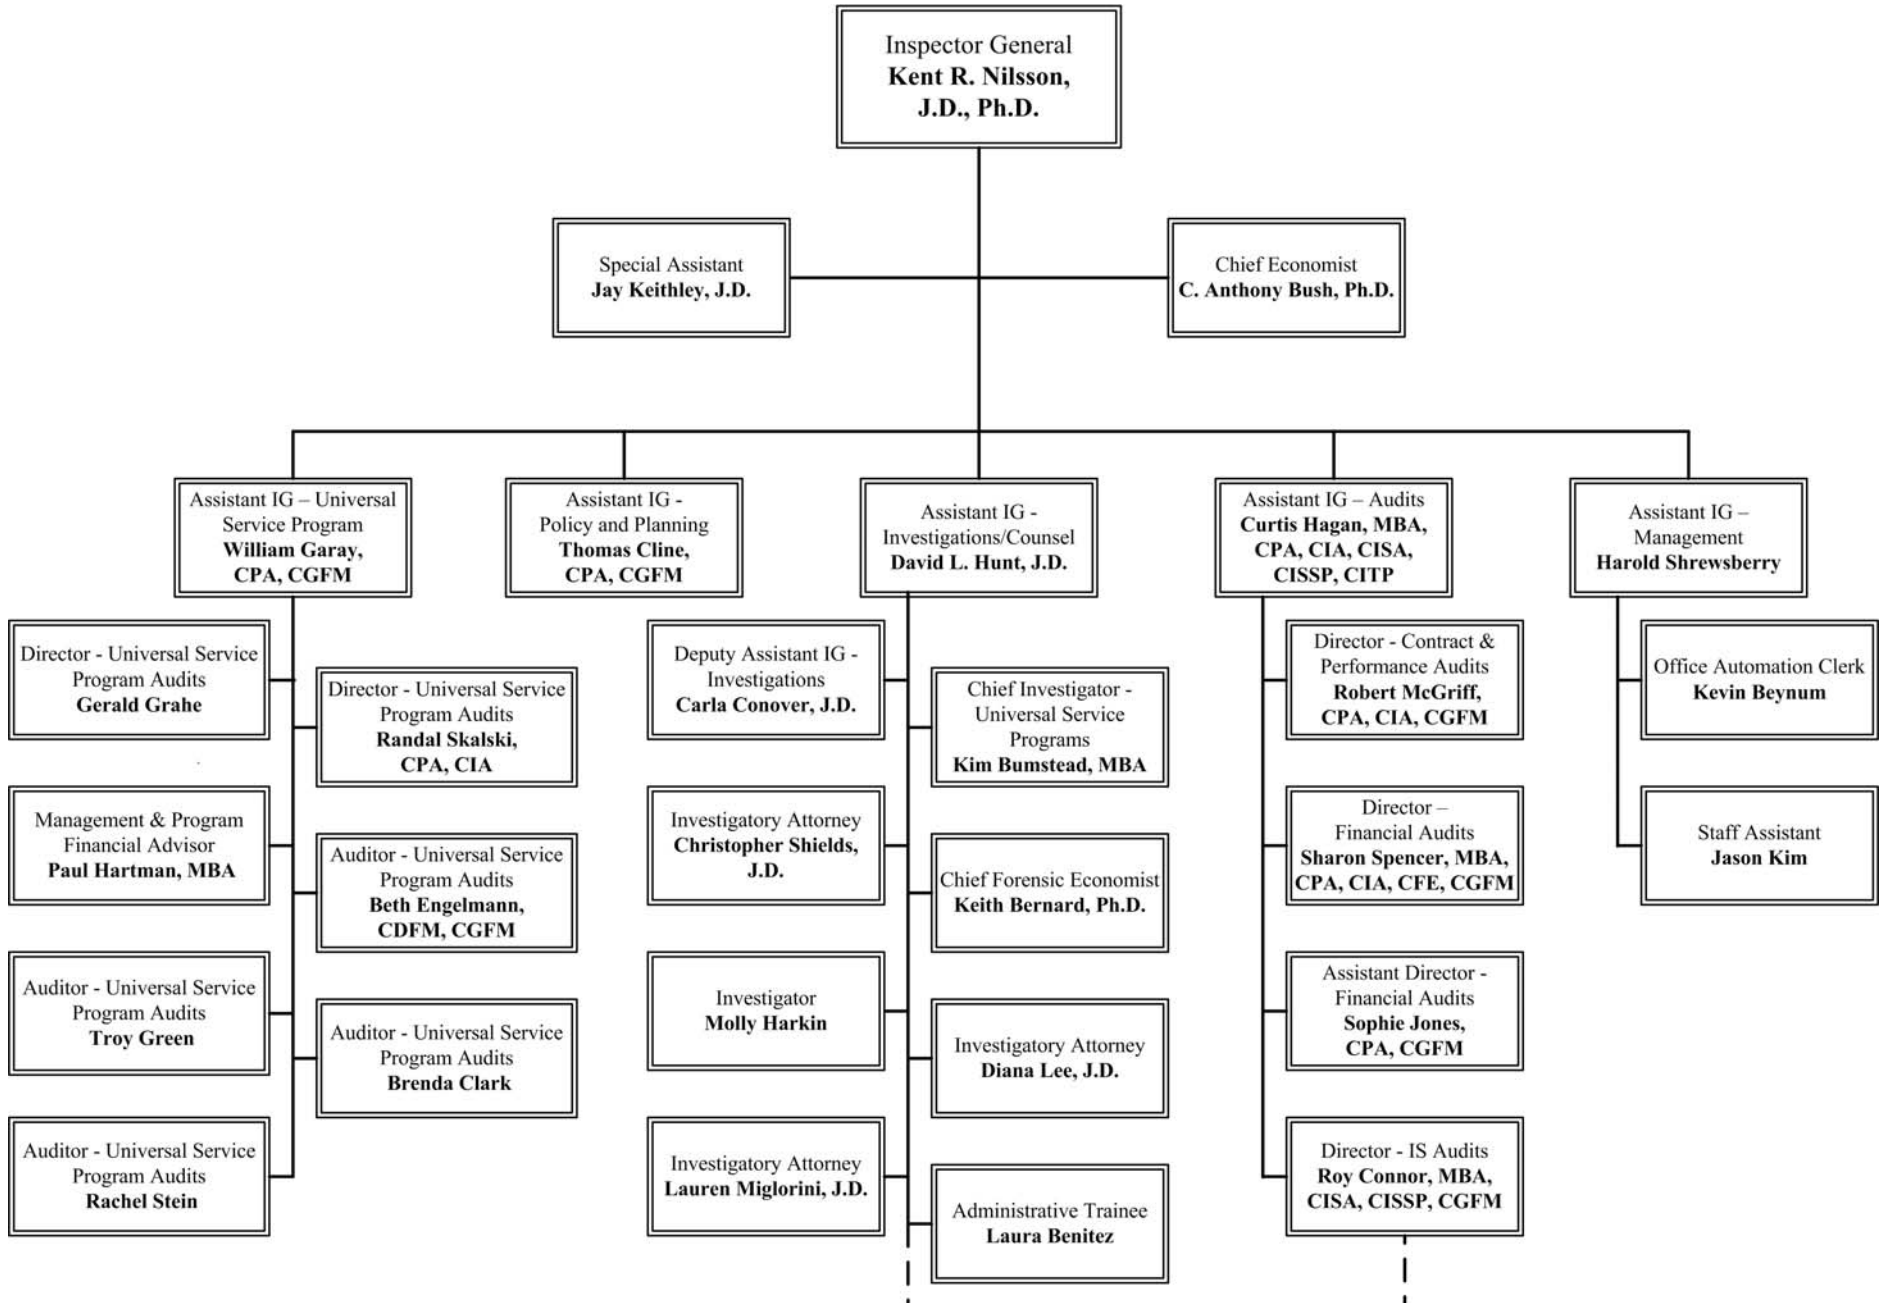 Inspector General
Kent R. Nilsson,
J.D., Ph.D.
Special Assistant
Jay Keithley, J.D.
Chief Economist
C. Anthony Bush, Ph.D.
Assistant IG – Universal
Service Program
William Garay,
CPA, CGFM
Assistant IG -
Policy and Planning
Thomas Cline,
CPA, CGFM
Assistant IG -
Investigations/Counsel
David L. Hunt, J.D.
Assistant IG – Audits
Curtis Hagan, MBA,
CPA, CIA, CISA,
CISSP, CITP
Assistant IG –
Management
Harold Shrewsberry
Director - Universal Service
Program Audits
Gerald Grahe
Director - Universal Service
Program Audits
Randal Skalski,
CPA, CIA
Management & Program
Financial Advisor
Paul Hartman, MBA
Auditor - Universal Service
Program Audits
Beth Engelmann,
CDFM, CGFM
Auditor - Universal Service
Program Audits
Troy Green
Auditor - Universal Service
Program Audits
Brenda Clark
Auditor - Universal Service
Program Audits
Rachel Stein
Deputy Assistant IG -
Investigations
Carla Conover, J.D.
Chief Investigator -
Universal Service
Programs
Kim Bumstead, MBA
Investigatory Attorney
Christopher Shields,
J.D.
Chief Forensic Economist
Keith Bernard, Ph.D.
Investigator
Molly Harkin
Investigatory Attorney
Diana Lee, J.D.
Investigatory Attorney
Lauren Miglorini, J.D.
Administrative Trainee
Laura Benitez
Director - Contract &
Performance Audits
Robert McGriff,
CPA, CIA, CGFM
Director –
Financial Audits
Sharon Spencer, MBA,
CPA, CIA, CFE, CGFM
Assistant Director -
Financial Audits
Sophie Jones,
CPA, CGFM
Director - IS Audits
Roy Connor, MBA,
CISA, CISSP, CGFM
Office Automation Clerk
Kevin Beynum
Staff Assistant
Jason Kim